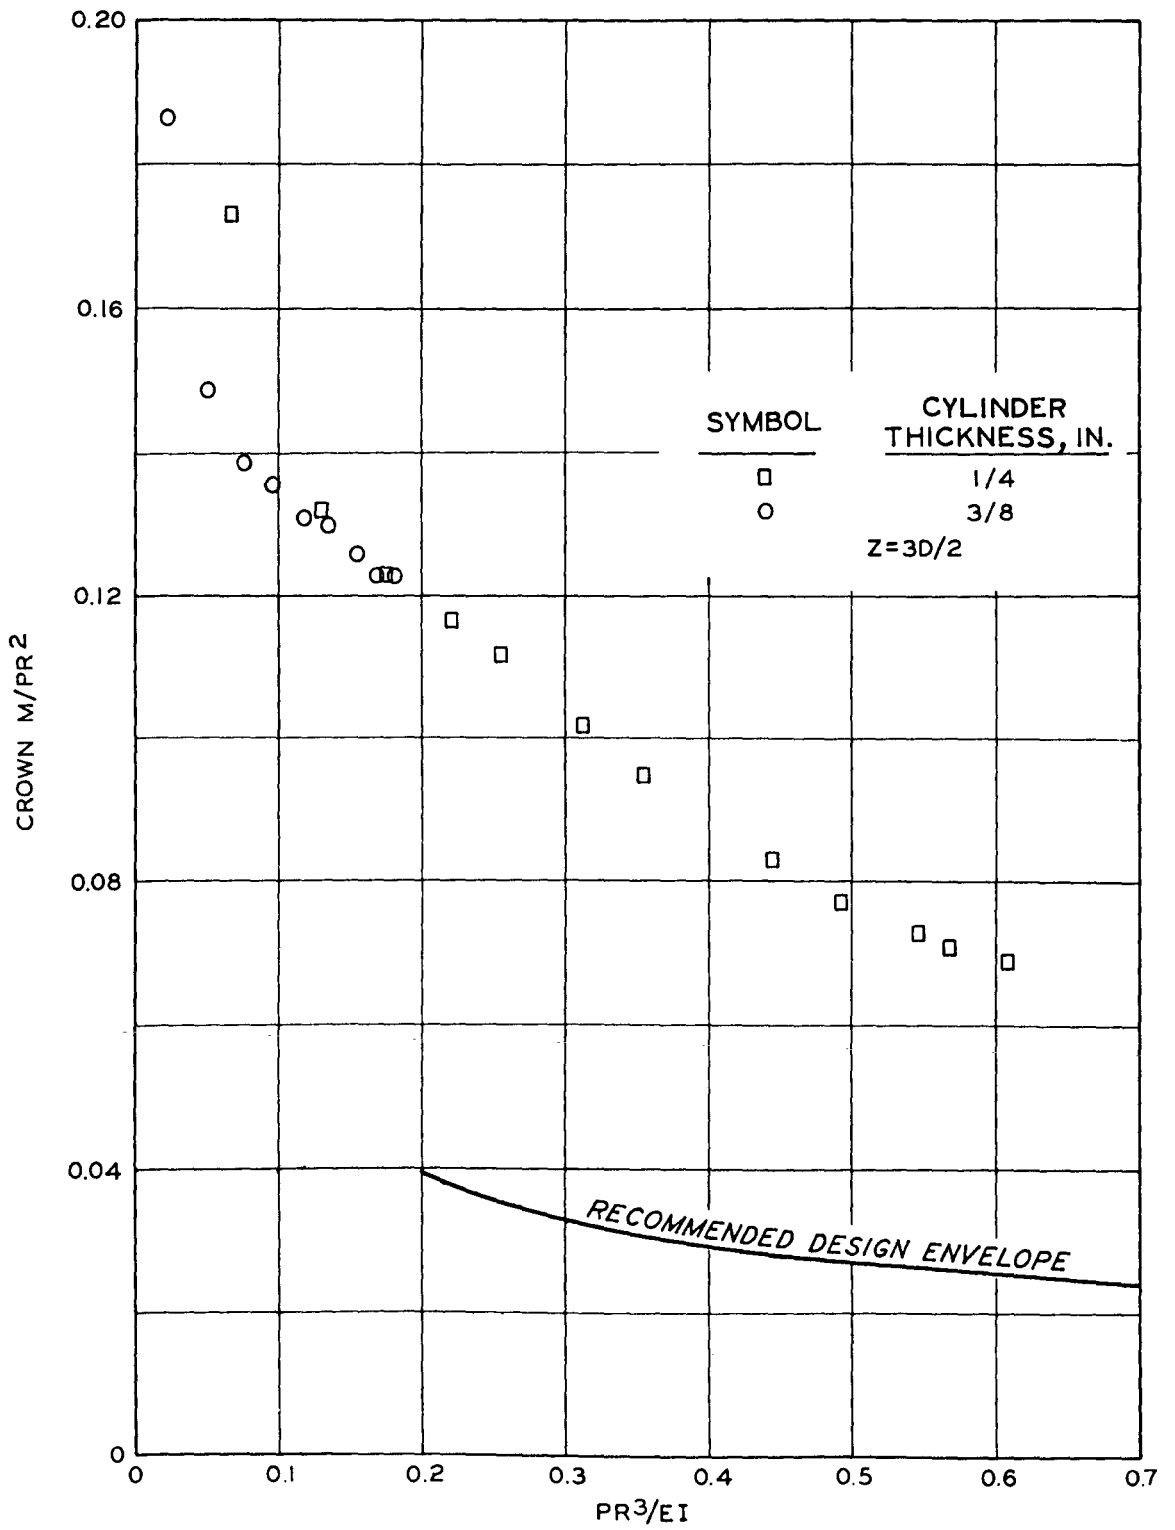 0.20
0.16
0.12
0.08
0.04
0
CROWN M/PR²
SYMBOL
CYLINDER
THICKNESS, IN.
1/4
3/8
Z=3D/2
RECOMMENDED DESIGN ENVELOPE
0 0.1 0.2 0.3 0.4 0.5 0.6 0.7
PR³/EI